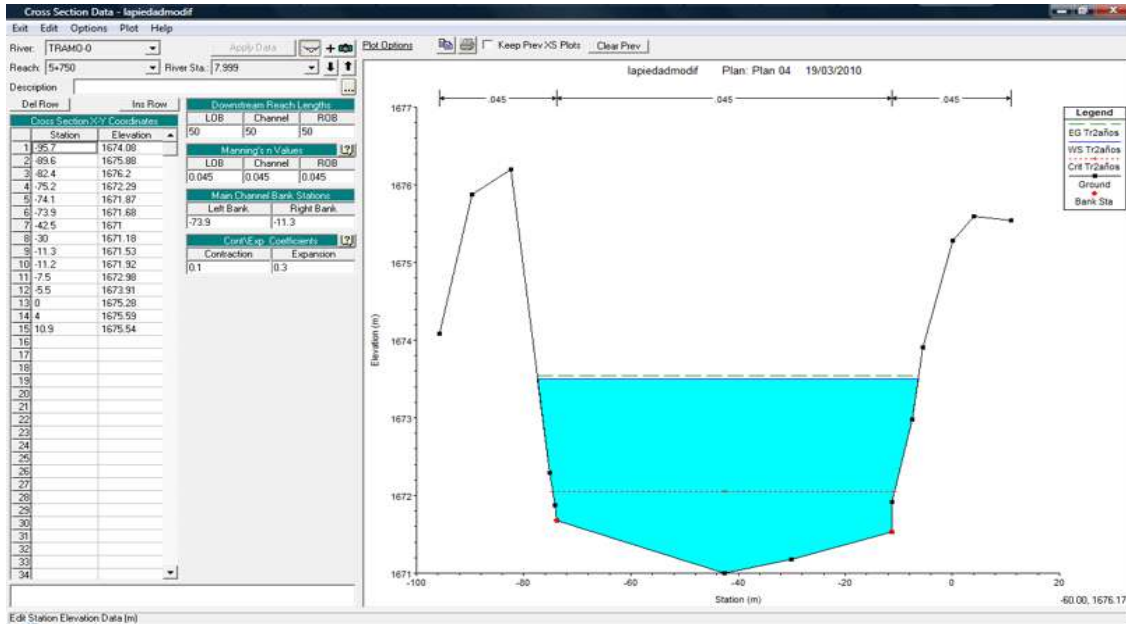 Cross Section Data - lapiedadmodif
Exit Edit Options Plot Help
River: TRAMO-0 Apply Data
Reach: 5+750 River Sta.: 7.999
Description
Del Row Ins Row
Cross Section X-Y Coordinates
Station Elevation
1 -95.7 1674.08
2 -89.6 1675.88
3 -82.4 1676.2
4 -75.2 1672.29
5 -74.1 1671.87
6 -73.9 1671.68
7 -42.5 1671
8 -30 1671.18
9 -11.3 1671.53
10 -11.2 1671.92
11 -7.5 1672.98
12 -5.5 1673.91
13 0 1675.28
14 4 1675.59
15 10.9 1675.54
16
17
18
19
20
21
22
23
24
25
26
27
28
29
30
31
32
33
34
Downstream Reach Lengths
LOB Channel ROB
50 50 50
Manning's n Values
LOB Channel ROB
0.045 0.045 0.045
Main Channel Bank Stations
Left Bank Right Bank
-73.9 -11.3
Cont\Exp Coefficients
Contraction Expansion
0.1 0.3
Edit Station Elevation Data (m)
Plot Options Keep Prev XS Plots Clear Prev
lapiedadmodif Plan: Plan 04 19/03/2010
.045 .045 .045
1677
1676
1675
1674
1673
1672
1671
Elevation (m)
-100 -80 -60 -40 -20 0 20
Station (m)
-60.00, 1676.17
Legend
EG Tr2años
WS Tr2años
Crit Tr2años
Ground
Bank Sta